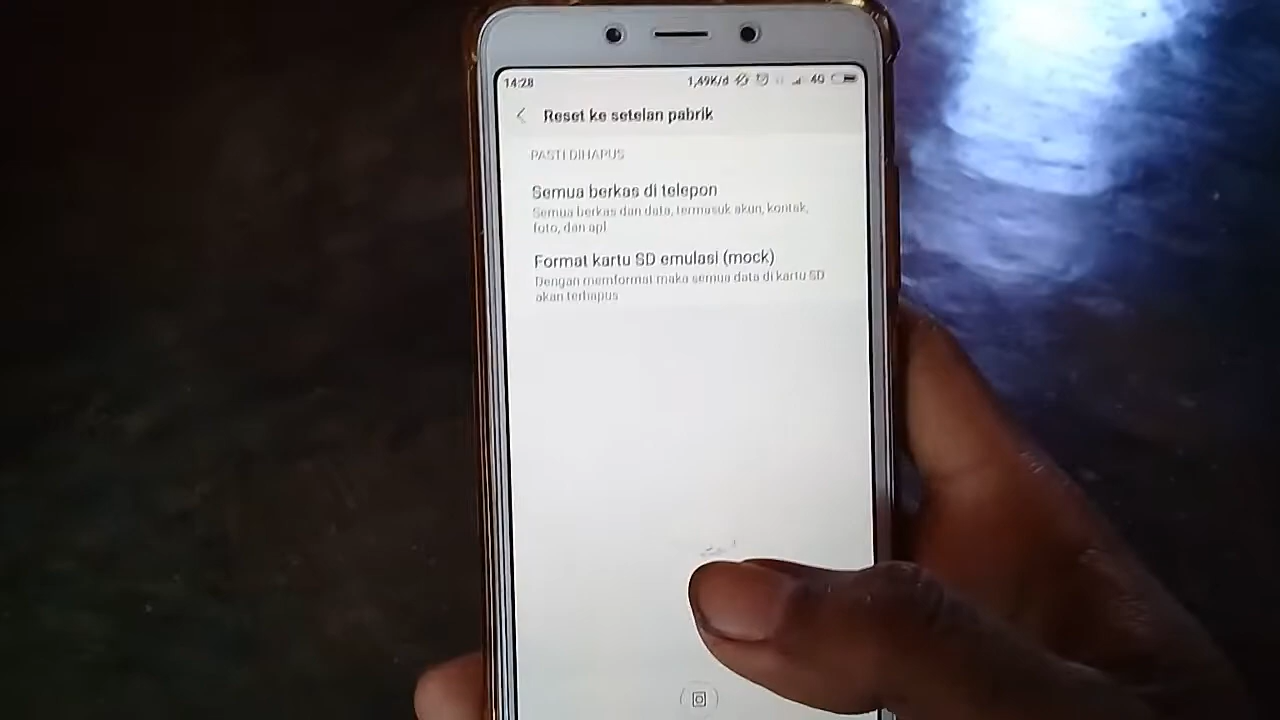 14:28 1,49K/d 4G
Reset ke setelan pabrik
PASTI DIHAPUS
Semua berkas di telepon
Semua berkas dan data, termasuk akun, kontak,
foto, dan apl
Format kartu SD emulasi (mock)
Dengan memformat maka semua data di kartu SD
akan terhapus